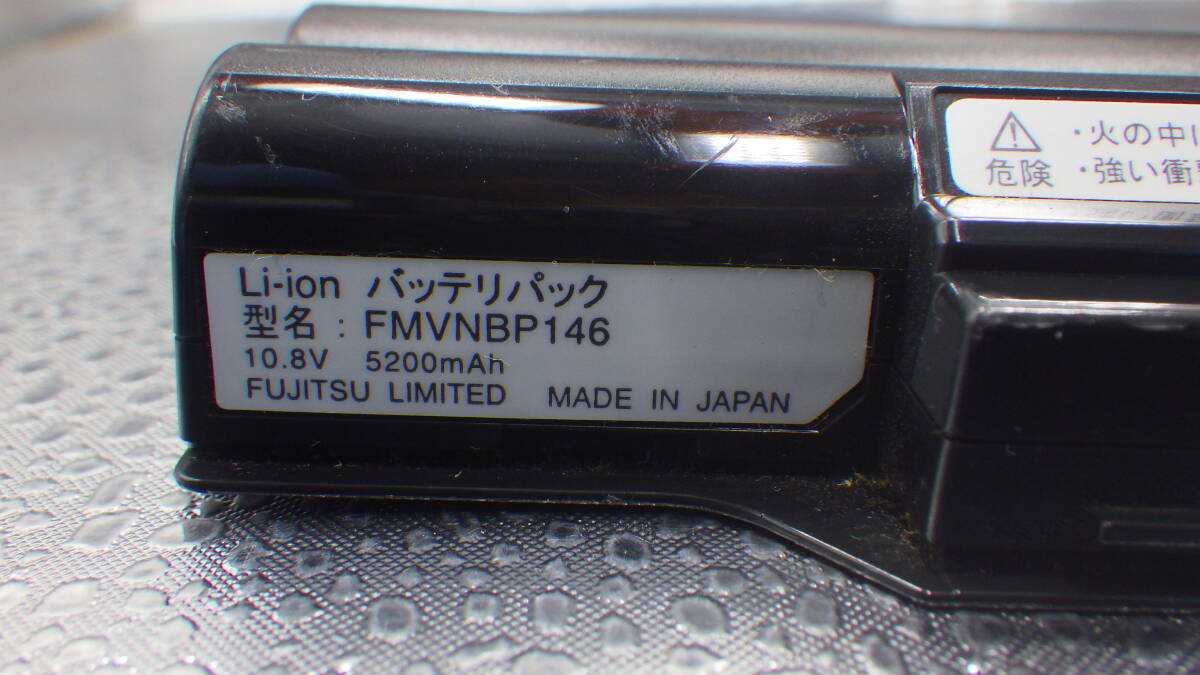 ・火の中に
危険 ・強い衝撃
Li-ion バッテリパック
型名 : FMVNBP146
10.8V 5200mAh
FUJITSU LIMITED MADE IN JAPAN